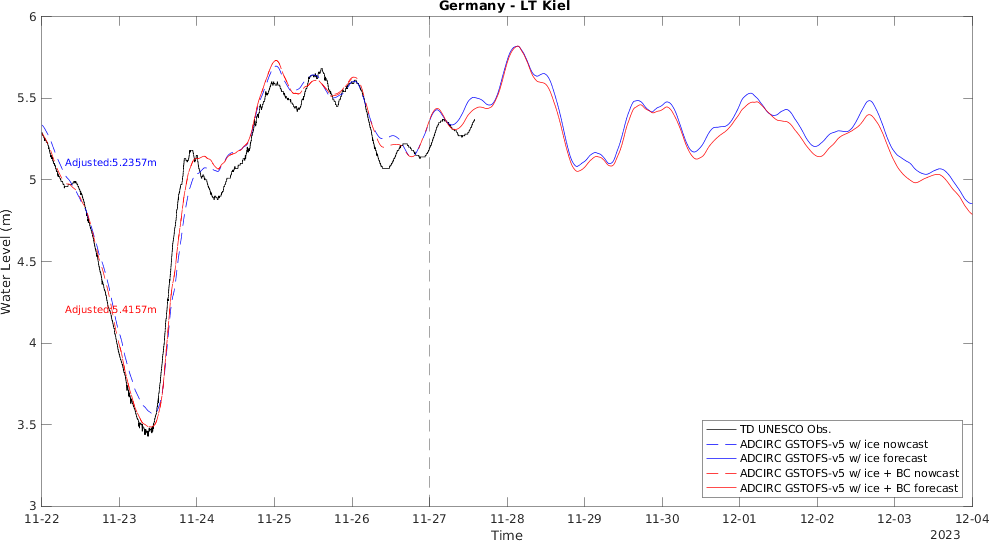 Germany - LT Kiel
6
5.5
5
4.5
4
3.5
3
Water Level (m)
Adjusted:5.2357m
Adjusted:5.4157m
TD UNESCO Obs.
ADCIRC GSTOFS-v5 w/ ice nowcast
ADCIRC GSTOFS-v5 w/ ice forecast
ADCIRC GSTOFS-v5 w/ ice + BC nowcast
ADCIRC GSTOFS-v5 w/ ice + BC forecast
11-22 11-23 11-24 11-25 11-26 11-27 11-28 11-29 11-30 12-01 12-02 12-03 12-04
Time
2023